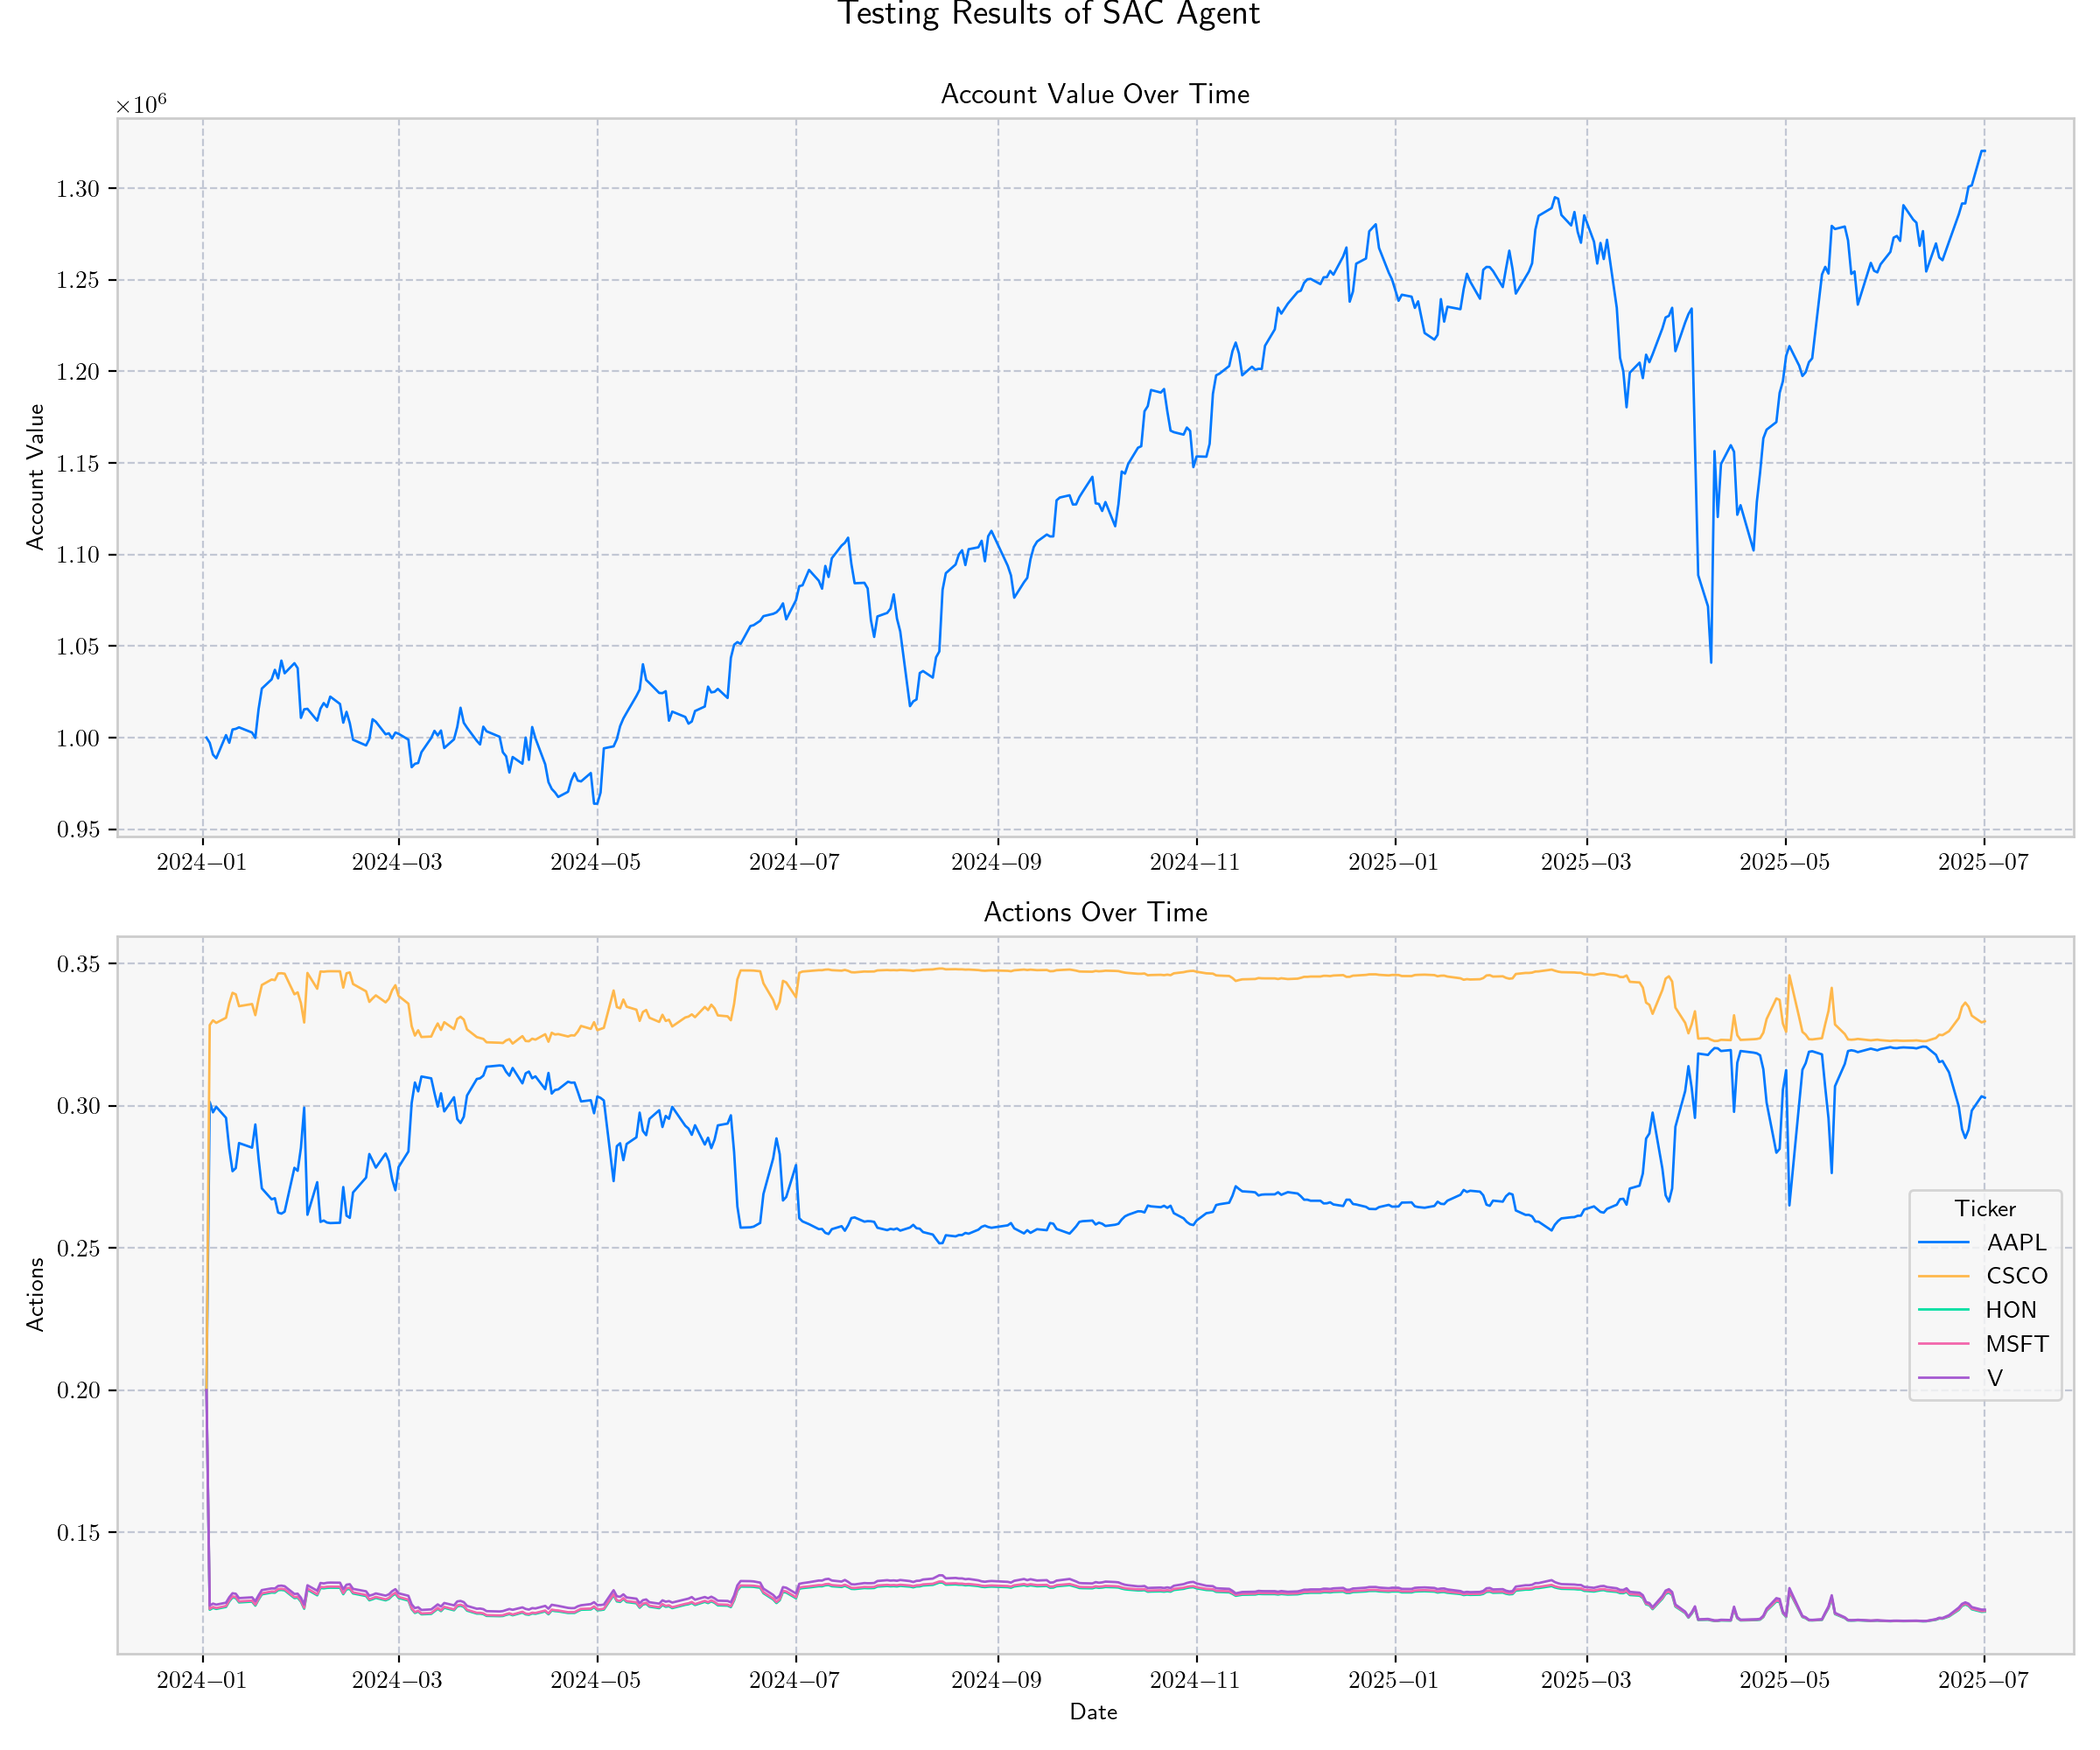 Testing Results of SAC Agent
Account Value Over Time
×10⁶
Account Value
1.30
1.25
1.20
1.15
1.10
1.05
1.00
0.95
2024–01 2024–03 2024–05 2024–07 2024–09 2024–11 2025–01 2025–03 2025–05 2025–07
Actions Over Time
Actions
0.35
0.30
0.25
0.20
0.15
Ticker
AAPL
CSCO
HON
MSFT
V
2024–01 2024–03 2024–05 2024–07 2024–09 2024–11 2025–01 2025–03 2025–05 2025–07
Date